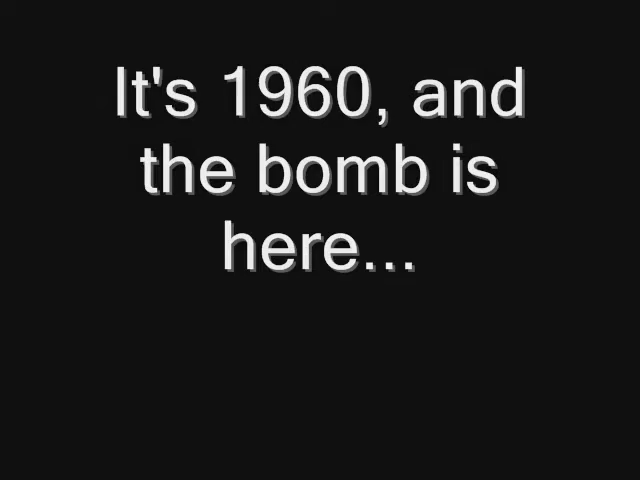 It's 1960, and
the bomb is
here...